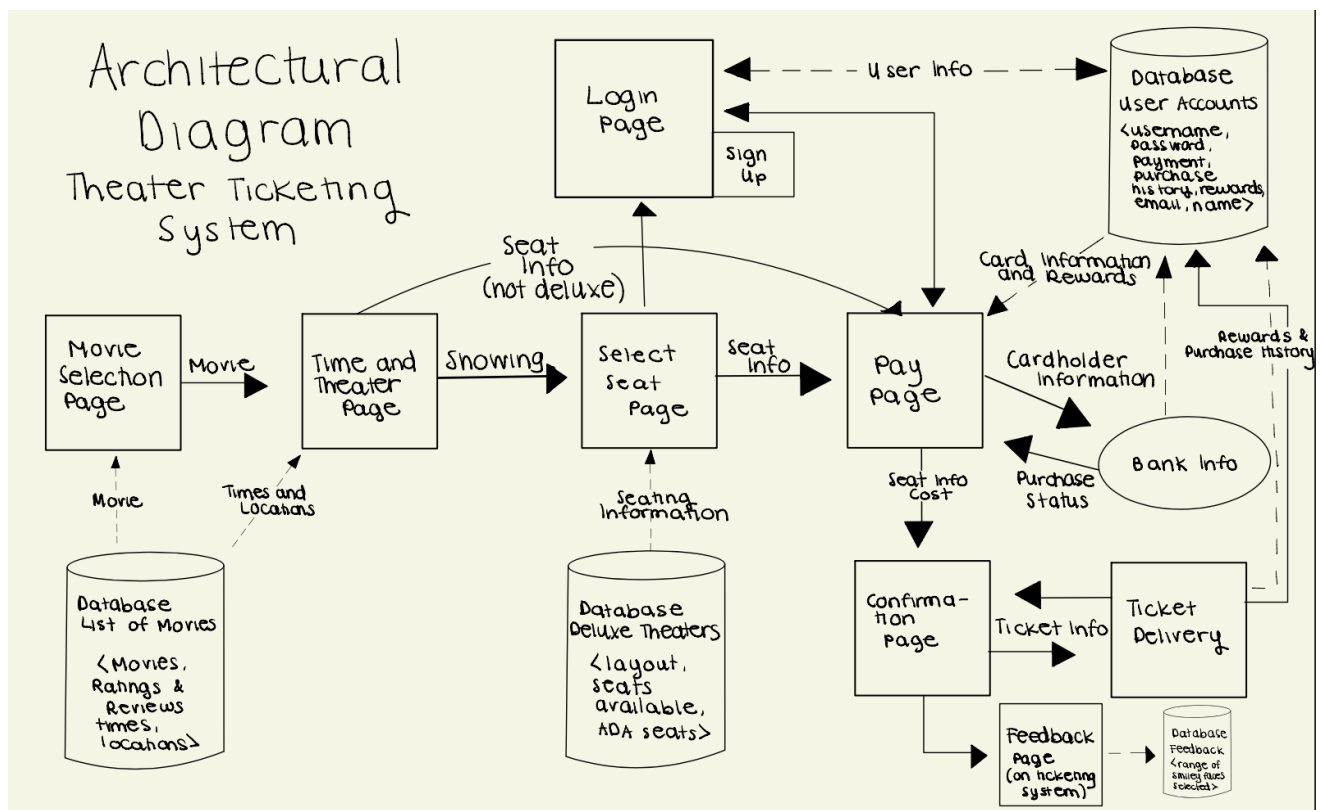 Architectural
Diagram
Theater Ticketing
System
Login
Page
Sign
Up
User Info
Database
User Accounts
<username,
password,
payment,
purchase
history, rewards,
email, name>
Seat
Info
(not deluxe)
Card Information
and Rewards
Movie
Selection
Page
Movie
Time and
Theater
Page
Showing
Select
Seat
Page
Seat
Info
Pay
Page
Cardholder
Information
Rewards &
Purchase History
Bank Info
Purchase
Status
Movie
Times and
Locations
Seating
Information
Seat Info
Cost
Database
List of Movies
<Movies,
Ratings &
Reviews
times,
locations>
Database
Deluxe Theaters
<layout,
seats
available,
ADA seats>
Confirma-
tion
Page
Ticket Info
Ticket
Delivery
Feedback
Page
(on ticketing
system)
Database
Feedback
<range of
smiley faces
selected>